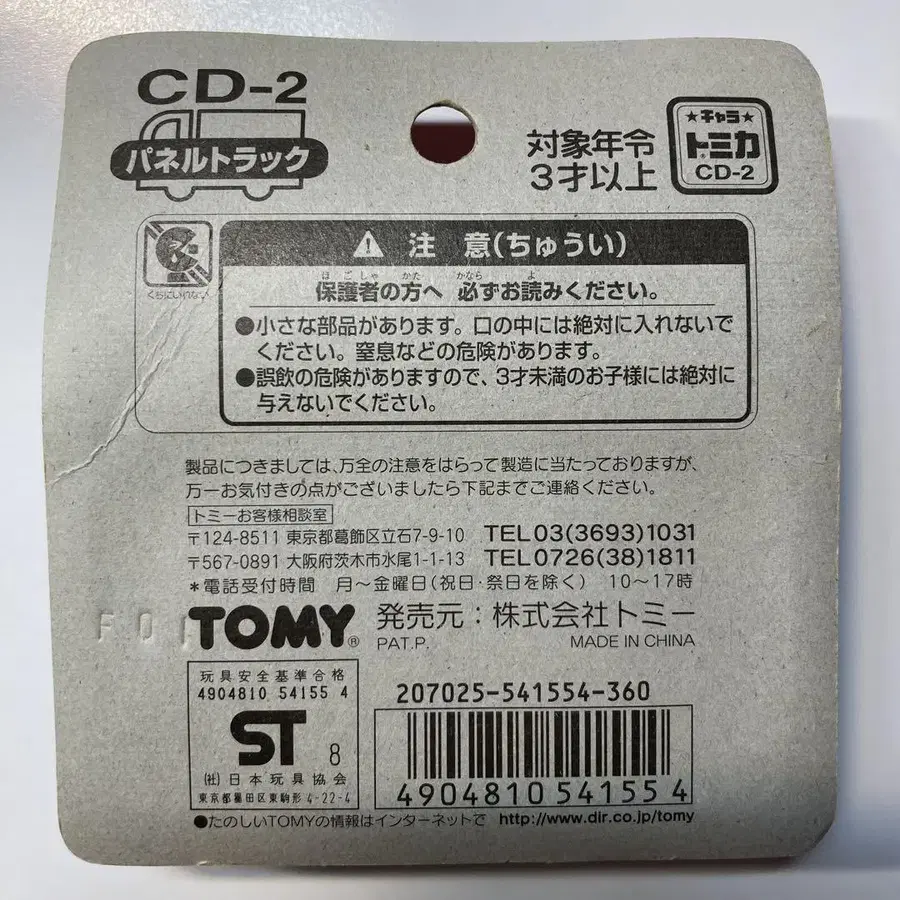 CD-2
パネルトラック
対象年令
3才以上
★キャラ★
トミカ
CD-2
くちにいれない
⚠ 注 意(ちゅうい)
ほごしゃ かた かなら よ
保護者の方へ 必ずお読みください。
●小さな部品があります。口の中には絶対に入れないで
ください。窒息などの危険があります。
●誤飲の危険がありますので、3才未満のお子様には絶対に
与えないでください。
製品につきましては、万全の注意をはらって製造に当たっておりますが、
万一お気付きの点がございましたら下記までご連絡ください。
トミーお客様相談室
〒124-8511 東京都葛飾区立石7-9-10 TEL03(3693)1031
〒567-0891 大阪府茨木市水尾1-1-13 TEL0726(38)1811
*電話受付時間 月~金曜日(祝日・祭日を除く) 10~17時
TOMY® 発売元:株式会社トミー
PAT.P. MADE IN CHINA
玩具安全基準合格
4904810 54155 4
ST 8
(社)日本玩具協会
東京都墨田区東駒形 4-22-4
207025-541554-360
4904810 541554
●たのしいTOMYの情報はインターネットで http://www.dir.co.jp/tomy